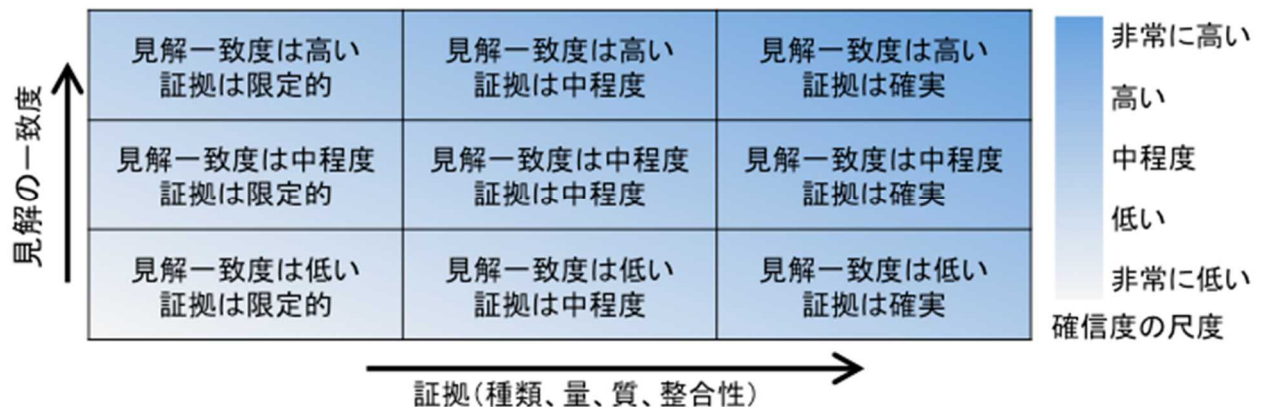 見解の一致度
見解一致度は高い
証拠は限定的
見解一致度は高い
証拠は中程度
見解一致度は高い
証拠は確実
見解一致度は中程度
証拠は限定的
見解一致度は中程度
証拠は中程度
見解一致度は中程度
証拠は確実
見解一致度は低い
証拠は限定的
見解一致度は低い
証拠は中程度
見解一致度は低い
証拠は確実
証拠(種類、量、質、整合性)
非常に高い
高い
中程度
低い
非常に低い
確信度の尺度